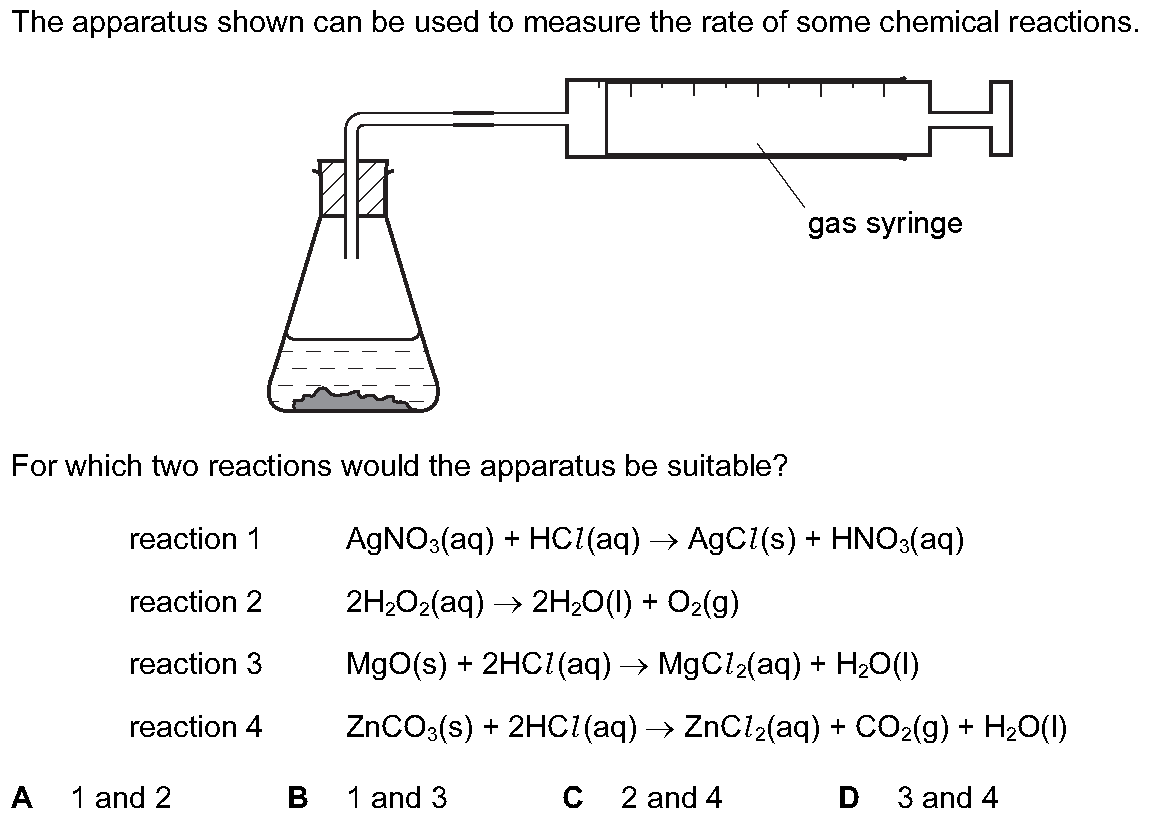 The apparatus shown can be used to measure the rate of some chemical reactions.
gas syringe
For which two reactions would the apparatus be suitable?
reaction 1 AgNO₃(aq) + HCl(aq) → AgCl(s) + HNO₃(aq)
reaction 2 2H₂O₂(aq) → 2H₂O(l) + O₂(g)
reaction 3 MgO(s) + 2HCl(aq) → MgCl₂(aq) + H₂O(l)
reaction 4 ZnCO₃(s) + 2HCl(aq) → ZnCl₂(aq) + CO₂(g) + H₂O(l)
A 1 and 2 B 1 and 3 C 2 and 4 D 3 and 4